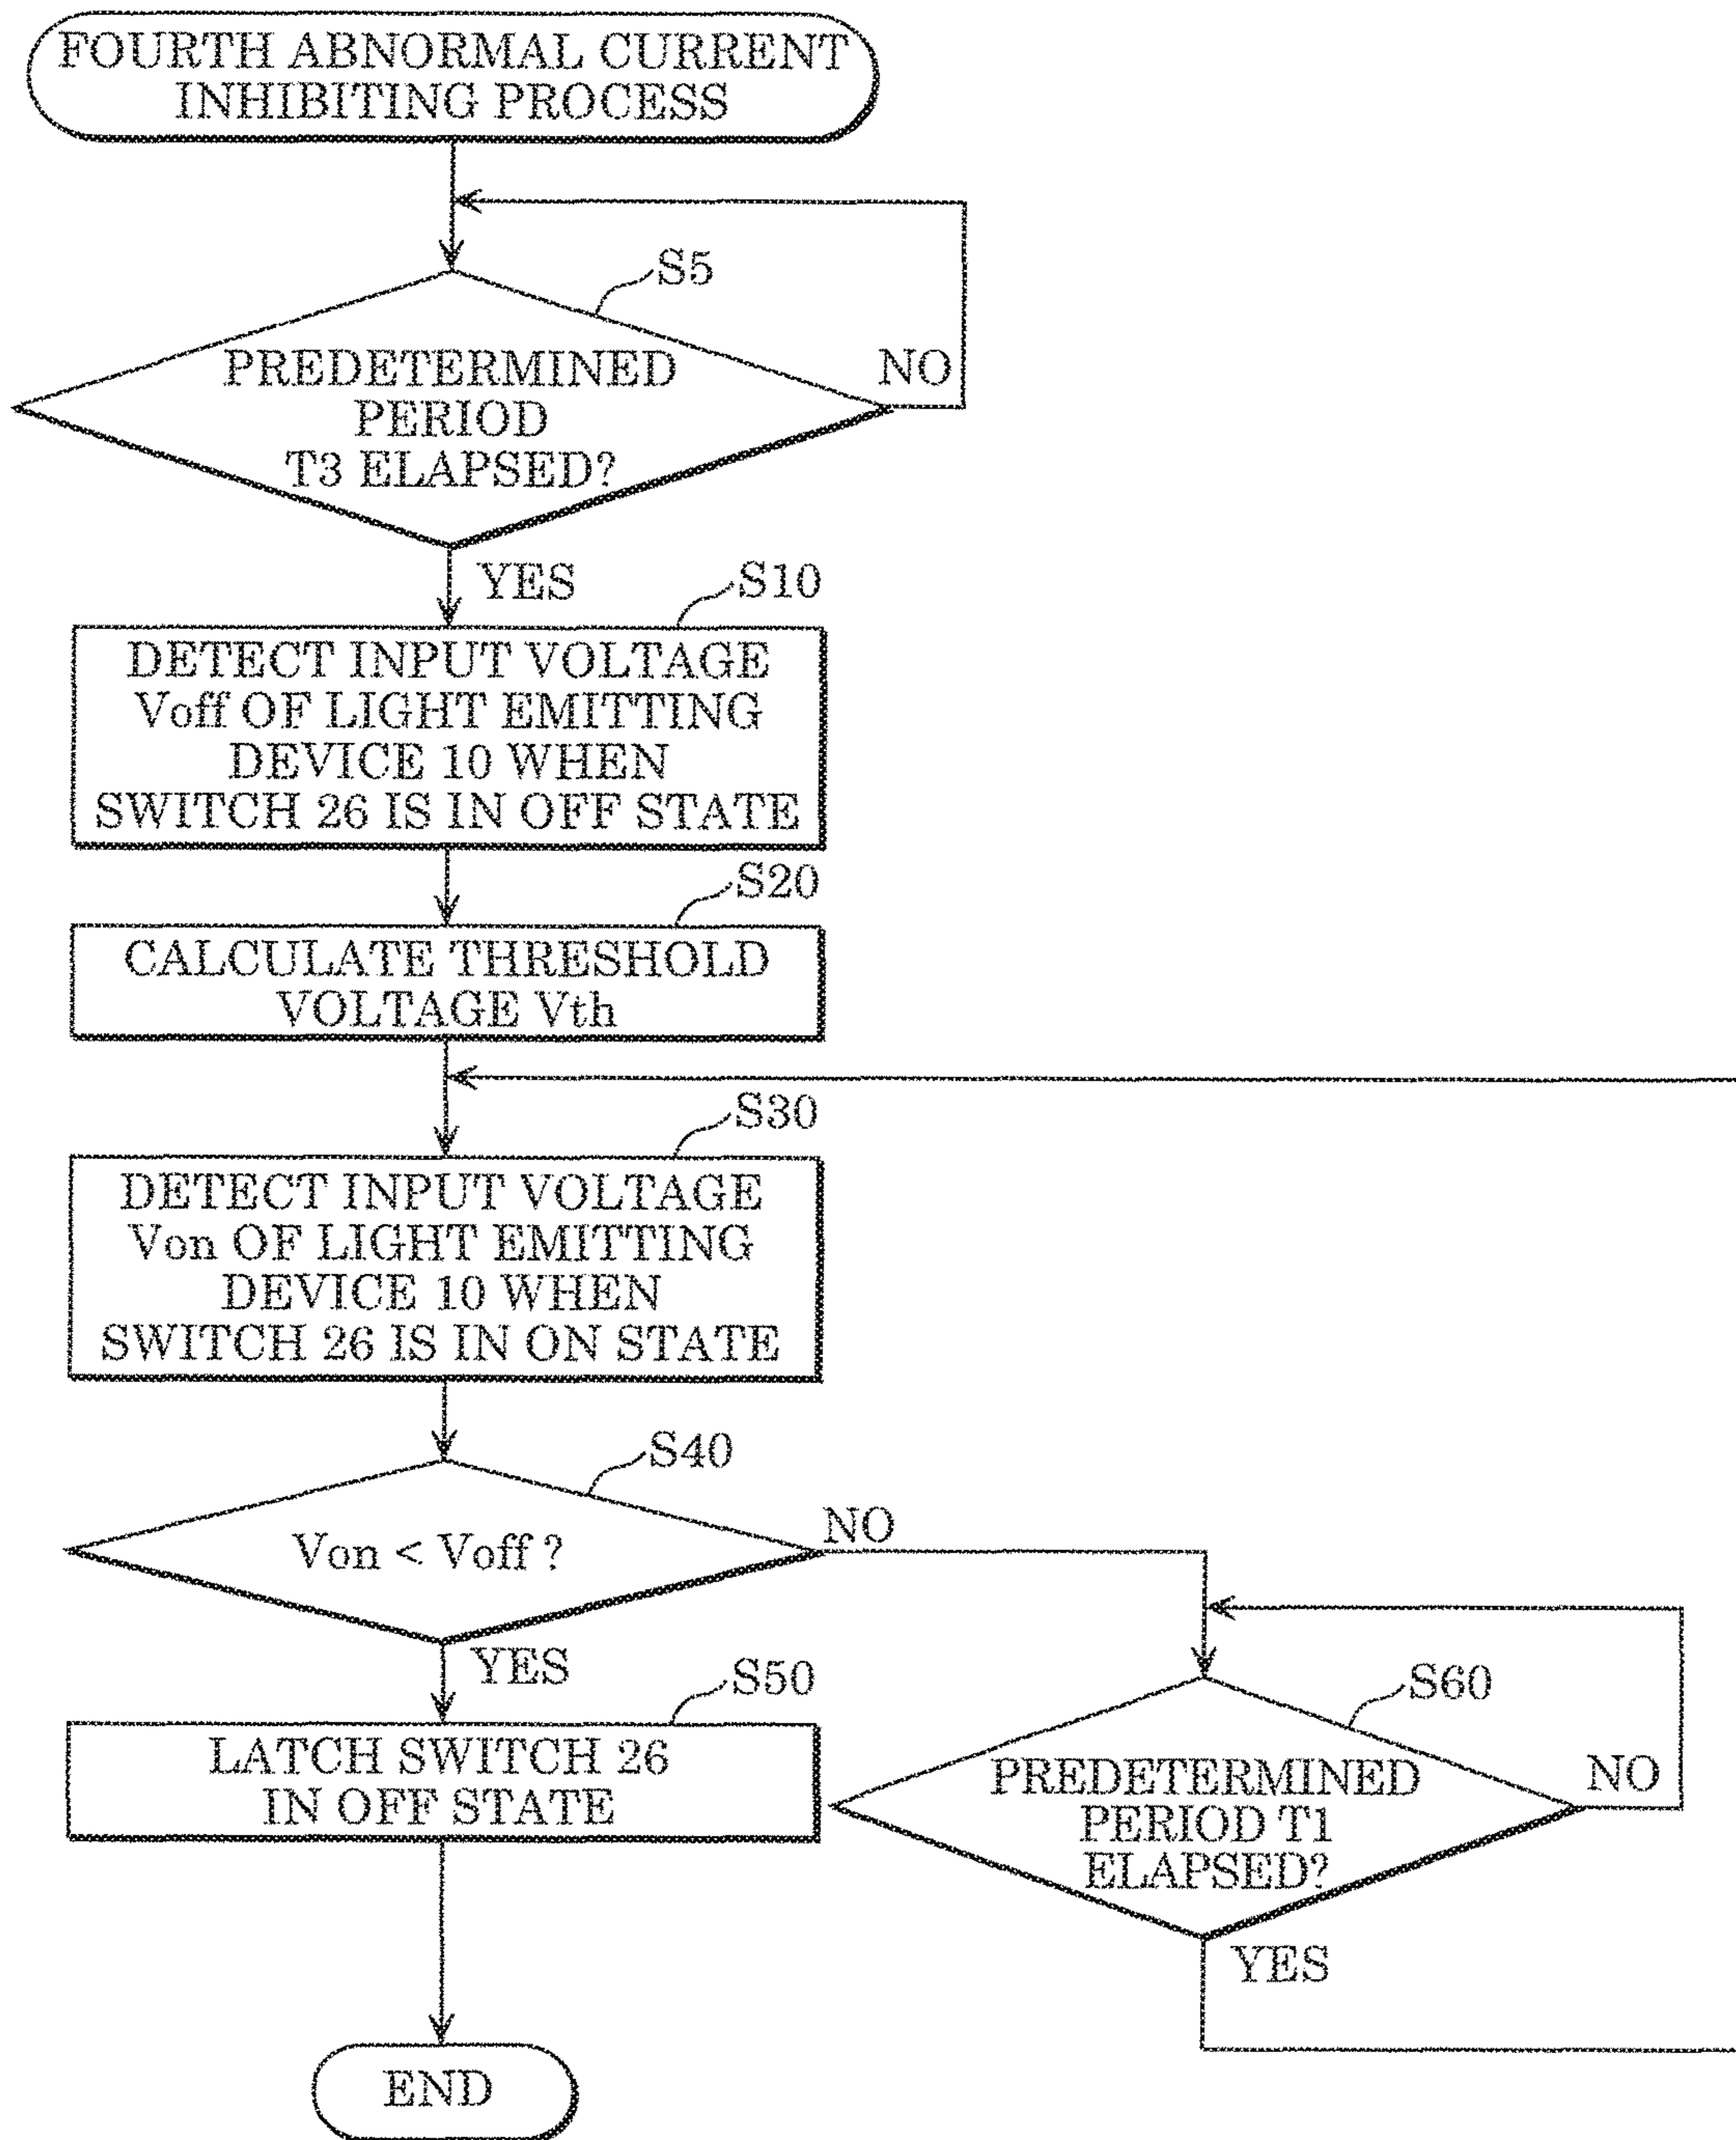 FOURTH ABNORMAL CURRENT
INHIBITING PROCESS
S5
PREDETERMINED
PERIOD
T3 ELAPSED?
NO
YES
S10
DETECT INPUT VOLTAGE
Voff OF LIGHT EMITTING
DEVICE 10 WHEN
SWITCH 26 IS IN OFF STATE
S20
CALCULATE THRESHOLD
VOLTAGE Vth
S30
DETECT INPUT VOLTAGE
Von OF LIGHT EMITTING
DEVICE 10 WHEN
SWITCH 26 IS IN ON STATE
S40
Von < Voff ?
NO
YES
S50
LATCH SWITCH 26
IN OFF STATE
S60
PREDETERMINED
PERIOD T1
ELAPSED?
NO
YES
END